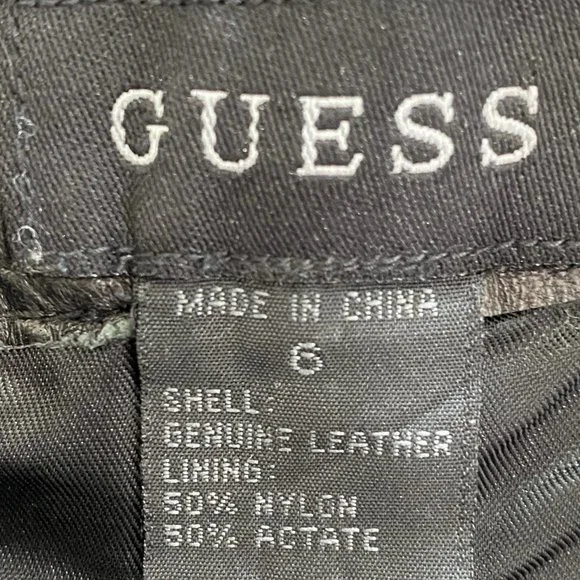 GUESS
MADE IN CHINA
6
SHELL:
GENUINE LEATHER
LINING:
50% NYLON
50% ACTATE